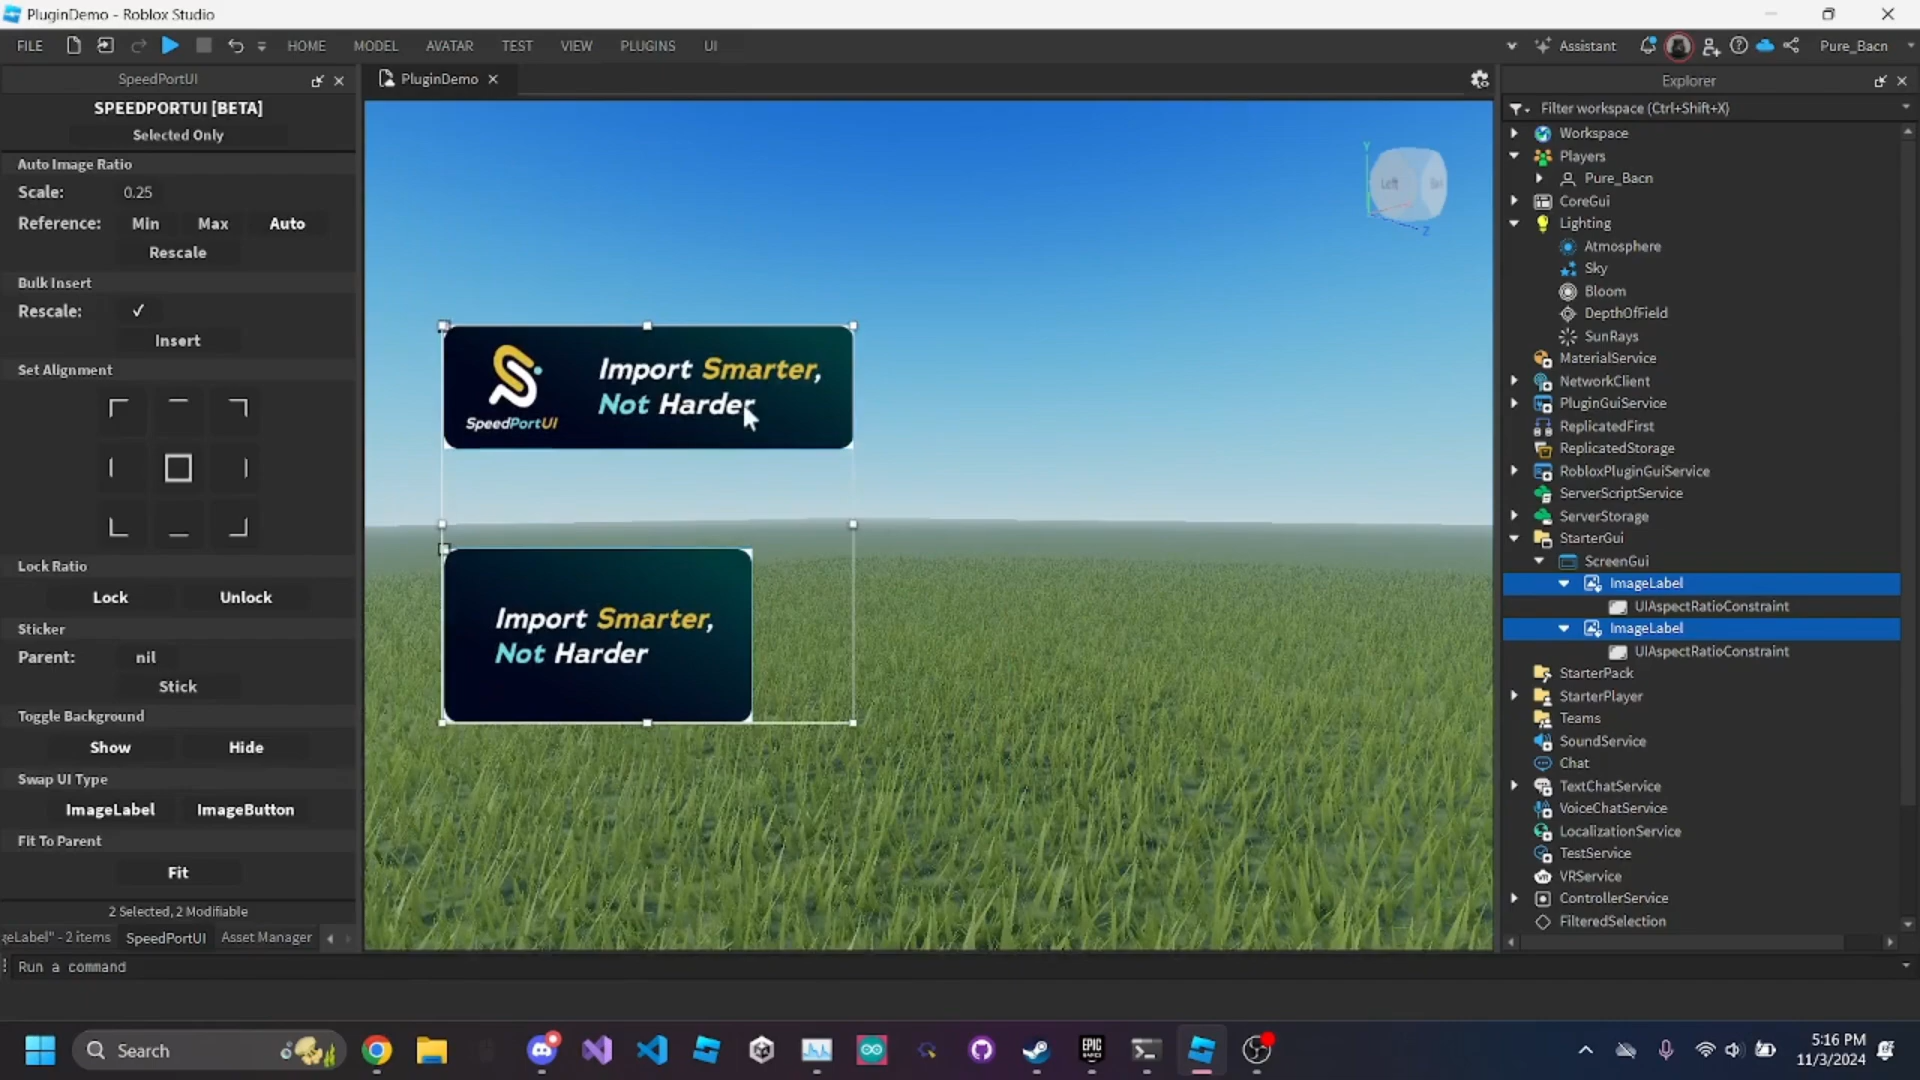 PluginDemo - Roblox Studio
FILE
HOME
MODEL
AVATAR
TEST
VIEW
PLUGINS
UI
Assistant
Pure_Bacn
SpeedPortUI
SPEEDPORTUI [BETA]
Selected Only
Auto Image Ratio
Scale: 0.25
Reference: Min Max Auto
Rescale
Bulk Insert
Rescale: ✓
Insert
Set Alignment
Lock Ratio
Lock Unlock
Sticker
Parent: nil
Stick
Toggle Background
Show Hide
Swap UI Type
ImageLabel ImageButton
Fit To Parent
Fit
2 Selected, 2 Modifiable
geLabel" - 2 items SpeedPortUI Asset Manager
Run a command
PluginDemo
Y
Left
Z
Import Smarter,
Not Harder
SpeedPortUI
Import Smarter,
Not Harder
Explorer
Filter workspace (Ctrl+Shift+X)
Workspace
Players
Pure_Bacn
CoreGui
Lighting
Atmosphere
Sky
Bloom
DepthOfField
SunRays
MaterialService
NetworkClient
PluginGuiService
ReplicatedFirst
ReplicatedStorage
RobloxPluginGuiService
ServerScriptService
ServerStorage
StarterGui
ScreenGui
ImageLabel
UIAspectRatioConstraint
ImageLabel
UIAspectRatioConstraint
StarterPack
StarterPlayer
Teams
SoundService
Chat
TextChatService
VoiceChatService
LocalizationService
TestService
VRService
ControllerService
FilteredSelection
Search
EPIC
GAMES
5:16 PM
11/3/2024